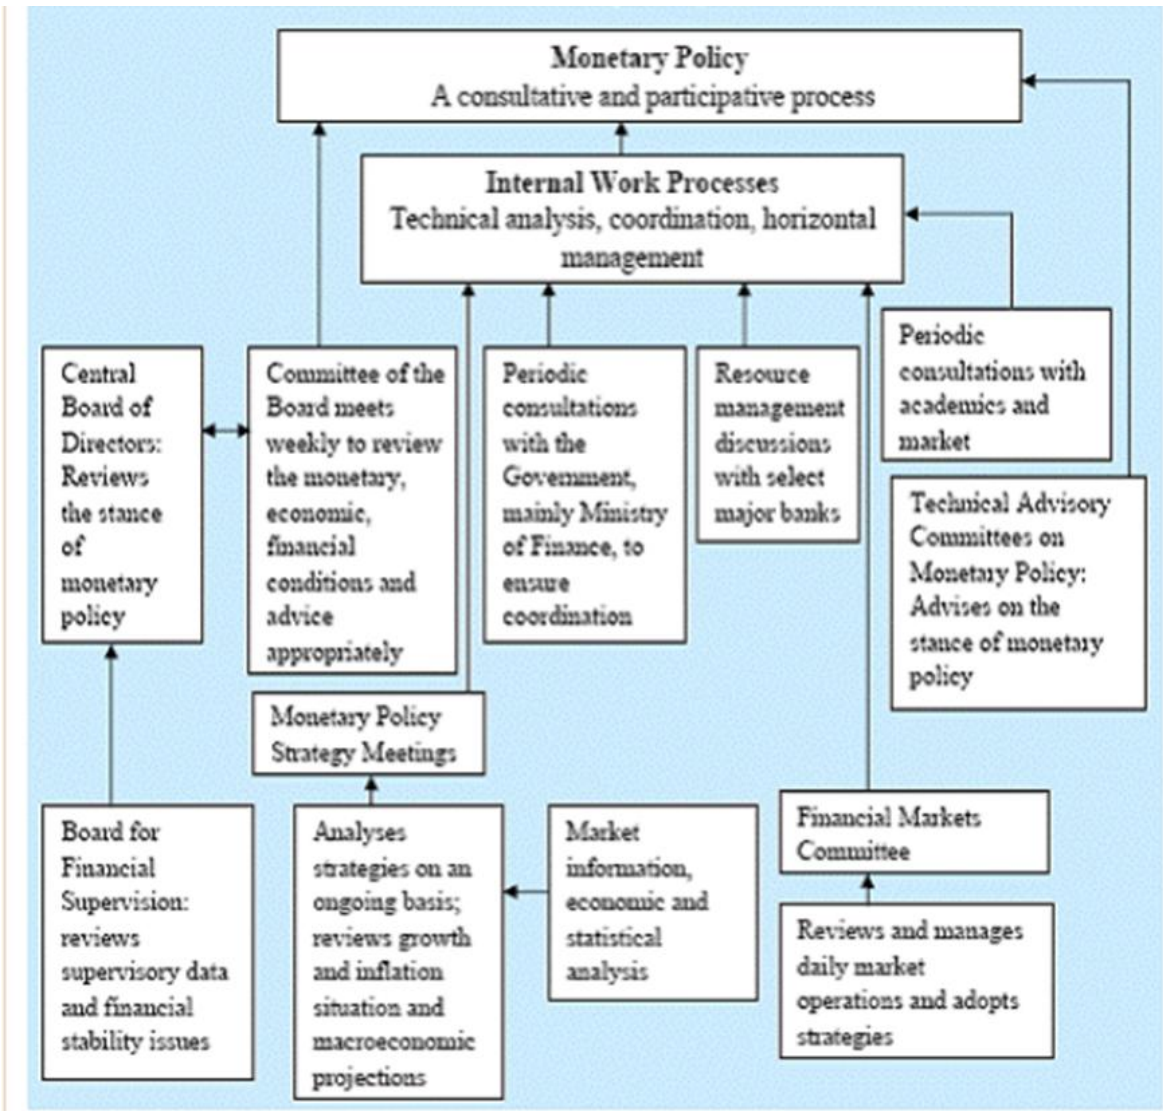 Monetary Policy
A consultative and participative process
Internal Work Processes
Technical analysis, coordination, horizontal
management
Periodic
consultations with
academics and
market
Central
Board of
Directors:
Reviews
the stance
of
monetary
policy
Committee of the
Board meets
weekly to review
the monetary,
economic,
financial
conditions and
advice
appropriately
Periodic
consultations
with the
Government,
mainly Ministry
of Finance, to
ensure
coordination
Resource
management
discussions
with select
major banks
Technical Advisory
Committees on
Monetary Policy:
Advises on the
stance of monetary
policy
Monetary Policy
Strategy Meetings
Board for
Financial
Supervision:
reviews
supervisory data
and financial
stability issues
Analyses
strategies on an
ongoing basis;
reviews growth
and inflation
situation and
macroeconomic
projections
Market
information,
economic and
statistical
analysis
Financial Markets
Committee
Reviews and manages
daily market
operations and adopts
strategies